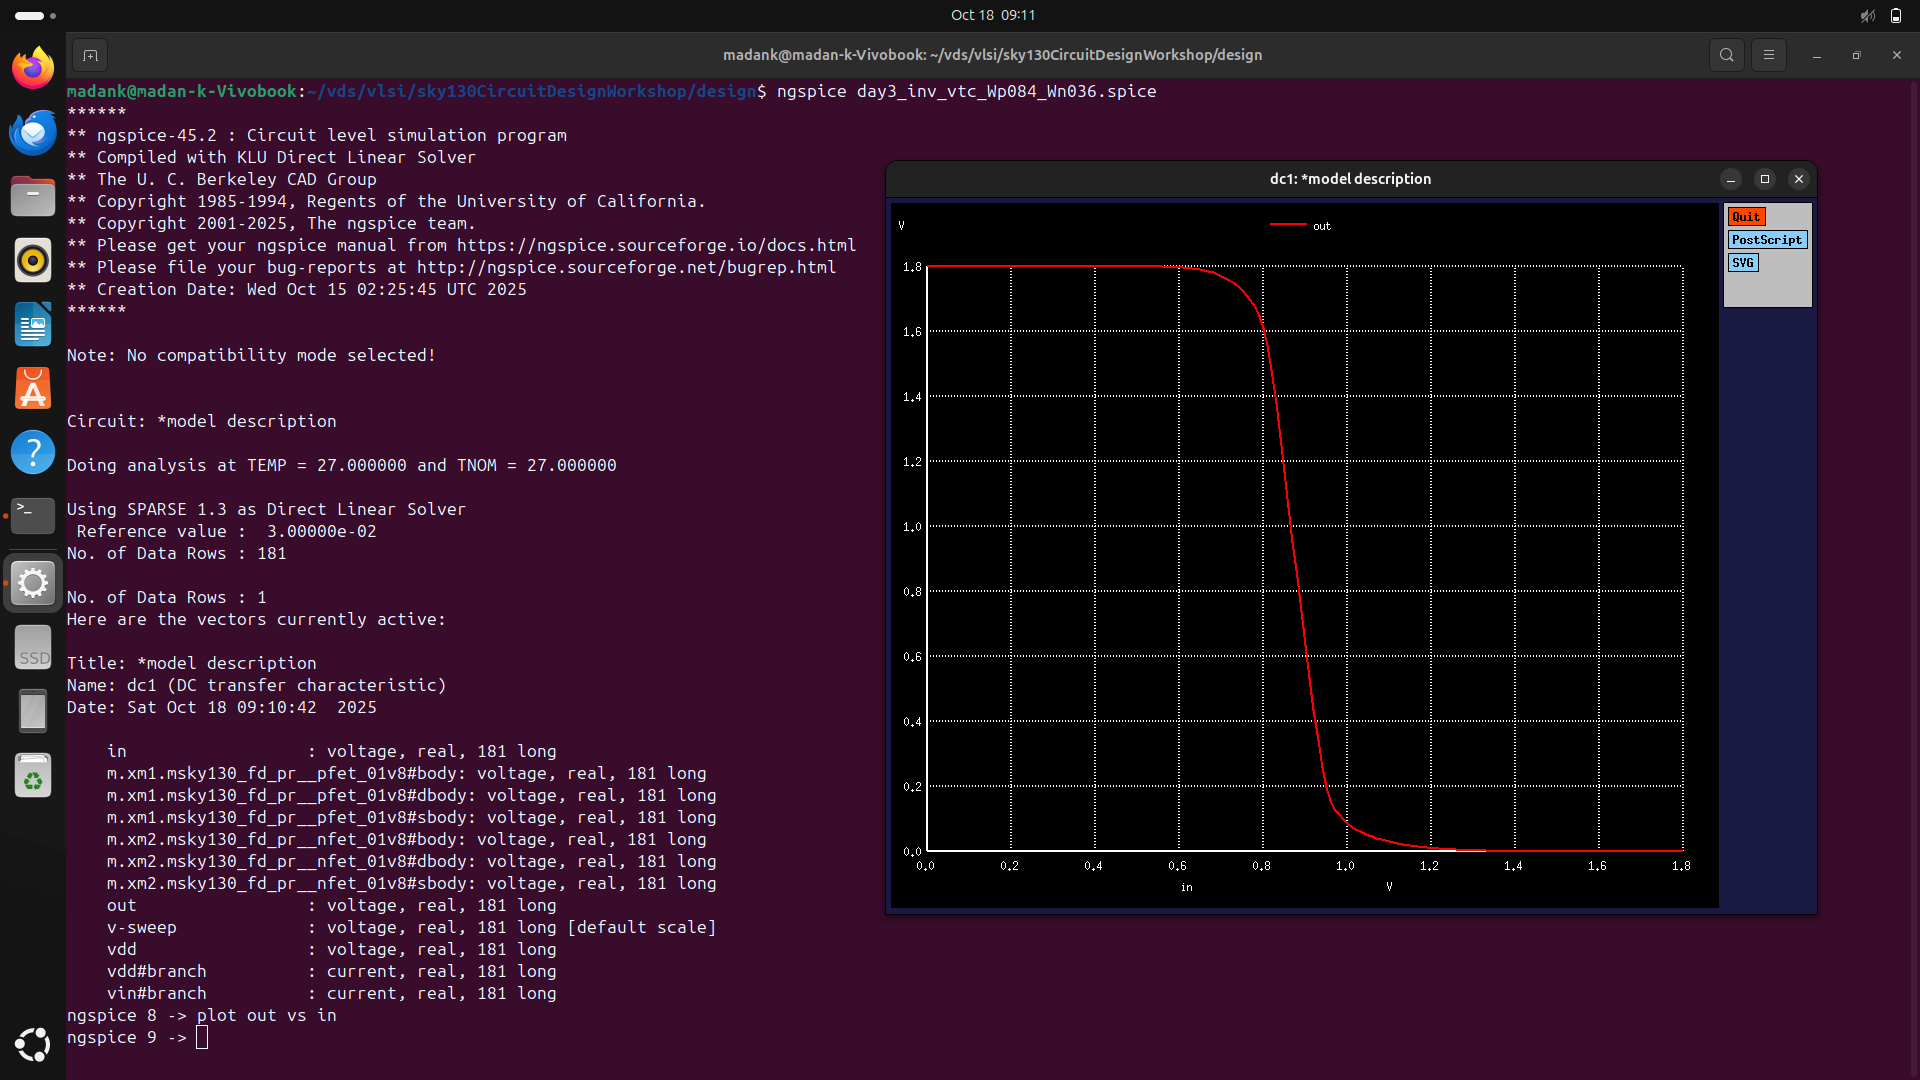 Oct 18 09:11
madank@madan-k-Vivobook: ~/vds/vlsi/sky130CircuitDesignWorkshop/design
madank@madan-k-Vivobook:~/vds/vlsi/sky130CircuitDesignWorkshop/design$ ngspice day3_inv_vtc_Wp084_Wn036.spice
******
** ngspice-45.2 : Circuit level simulation program
** Compiled with KLU Direct Linear Solver
** The U. C. Berkeley CAD Group
** Copyright 1985-1994, Regents of the University of California.
** Copyright 2001-2025, The ngspice team.
** Please get your ngspice manual from https://ngspice.sourceforge.io/docs.html
** Please file your bug-reports at http://ngspice.sourceforge.net/bugrep.html
** Creation Date: Wed Oct 15 02:25:45 UTC 2025
******
Note: No compatibility mode selected!
Circuit: *model description
Doing analysis at TEMP = 27.000000 and TNOM = 27.000000
Using SPARSE 1.3 as Direct Linear Solver
Reference value :  3.00000e-02
No. of Data Rows : 181
No. of Data Rows : 1
Here are the vectors currently active:
Title: *model description
Name: dc1 (DC transfer characteristic)
Date: Sat Oct 18 09:10:42  2025
in                  : voltage, real, 181 long
m.xm1.msky130_fd_pr__pfet_01v8#body: voltage, real, 181 long
m.xm1.msky130_fd_pr__pfet_01v8#dbody: voltage, real, 181 long
m.xm1.msky130_fd_pr__pfet_01v8#sbody: voltage, real, 181 long
m.xm2.msky130_fd_pr__nfet_01v8#body: voltage, real, 181 long
m.xm2.msky130_fd_pr__nfet_01v8#dbody: voltage, real, 181 long
m.xm2.msky130_fd_pr__nfet_01v8#sbody: voltage, real, 181 long
out                 : voltage, real, 181 long
v-sweep             : voltage, real, 181 long [default scale]
vdd                 : voltage, real, 181 long
vdd#branch          : current, real, 181 long
vin#branch          : current, real, 181 long
ngspice 8 -> plot out vs in
ngspice 9 ->
dc1: *model description
V
out
Quit
PostScript
SVG
1.8
1.6
1.4
1.2
1.0
0.8
0.6
0.4
0.2
0.0
0.0 0.2 0.4 0.6 0.8 1.0 1.2 1.4 1.6 1.8
in V
SSD